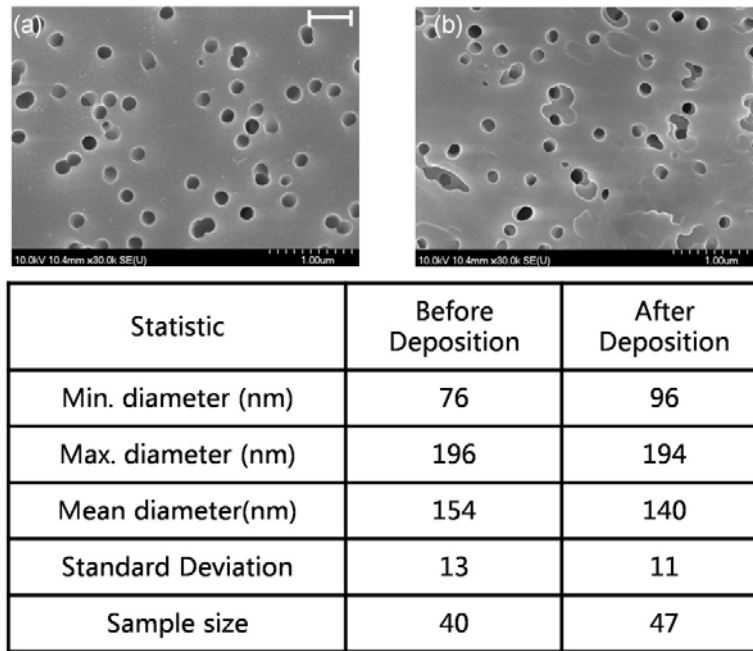 (a)
10.0kV 10.4mm x30.0k SE(U) 1.00um
(b)
10.0kV 10.4mm x30.0k SE(U) 1.00um
Statistic Before Deposition After Deposition
Min. diameter (nm) 76 96
Max. diameter (nm) 196 194
Mean diameter(nm) 154 140
Standard Deviation 13 11
Sample size 40 47